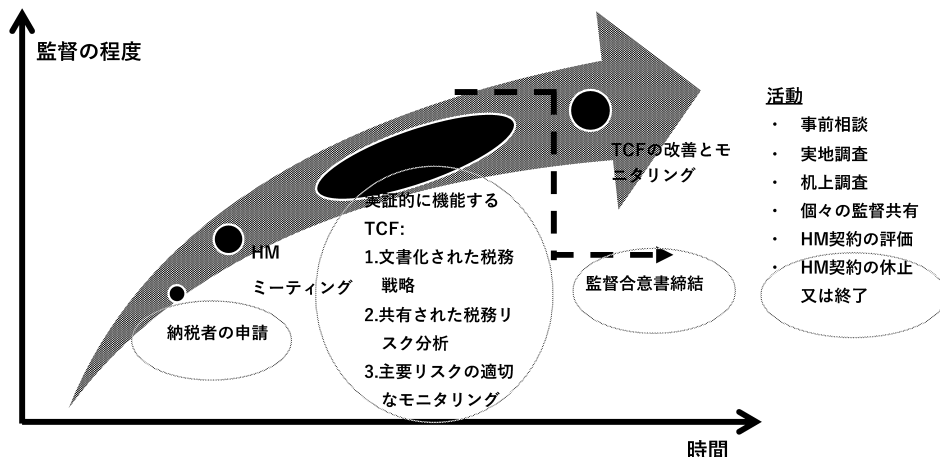 監督の程度
活動
・ 事前相談
・ 実地調査
・ 机上調査
・ 個々の監督共有
・ HM契約の評価
・ HM契約の休止
又は終了
TCFの改善とモ
ニタリング
実証的に機能する
TCF:
1.文書化された税務
戦略
2.共有された税務リ
スク分析
3.主要リスクの適切
なモニタリング
HM
ミーティング
監督合意書締結
納税者の申請
時間